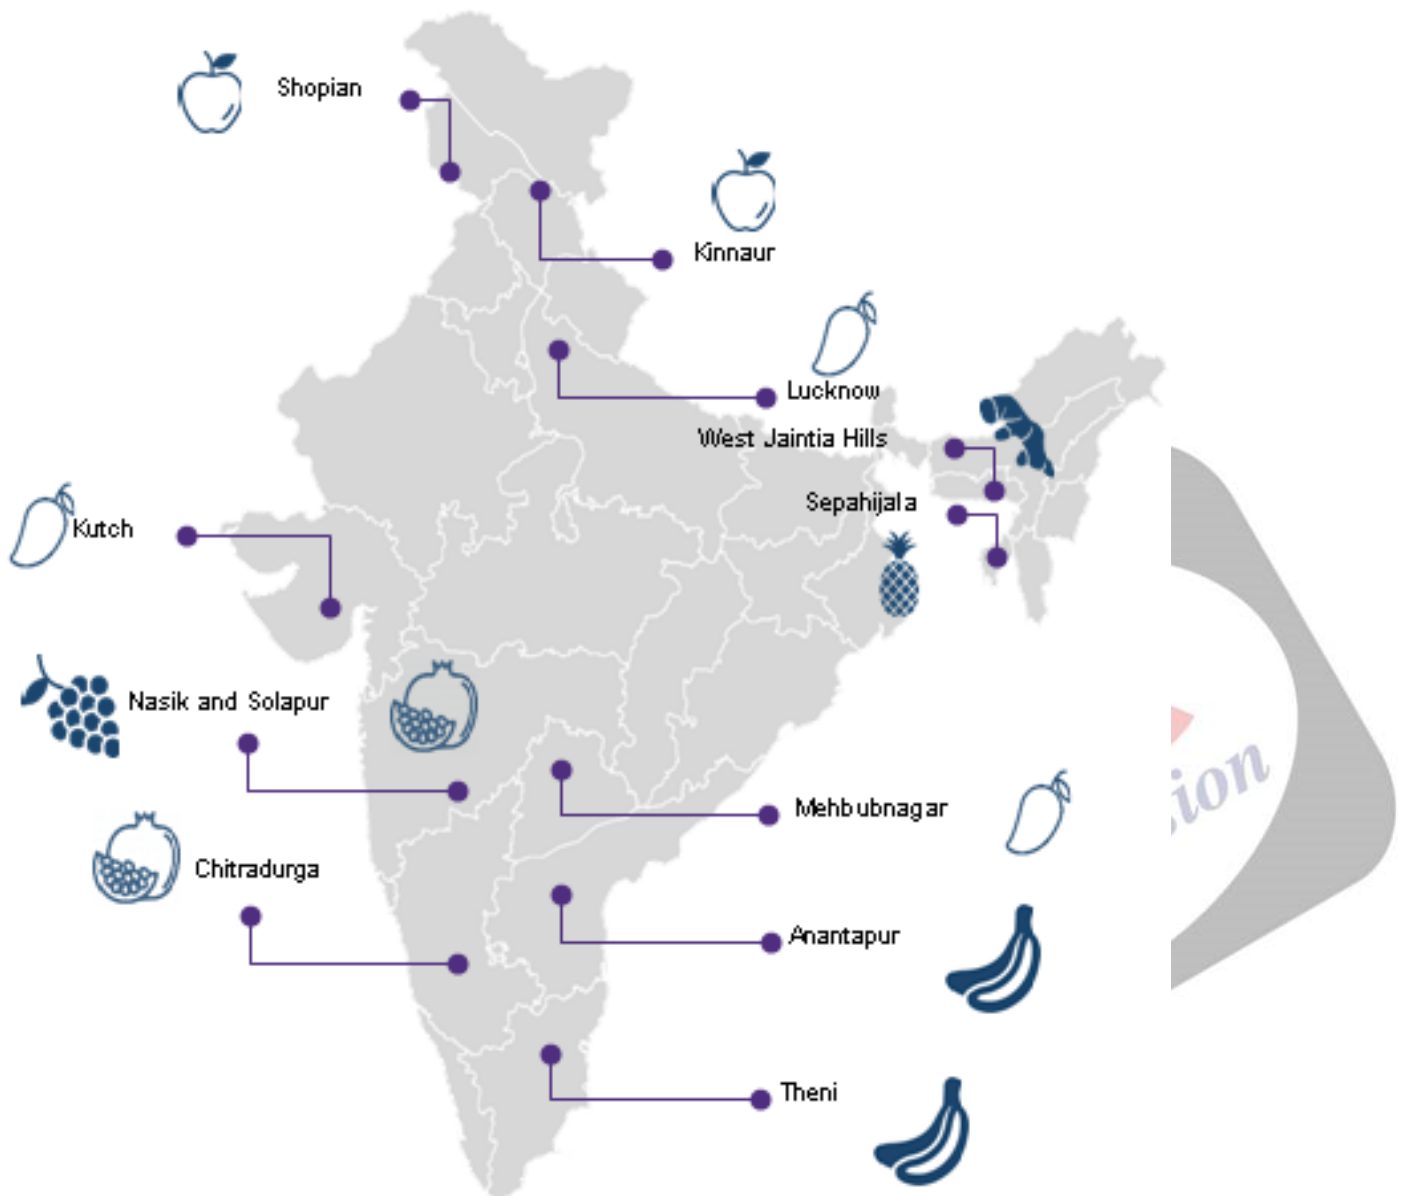 Shopian
Kinnaur
Lucknow
West Jaintia Hills
Sepahijala
Kutch
Nasik and Solapur
Mehbubnagar
Chitradurga
Anantapur
Theni